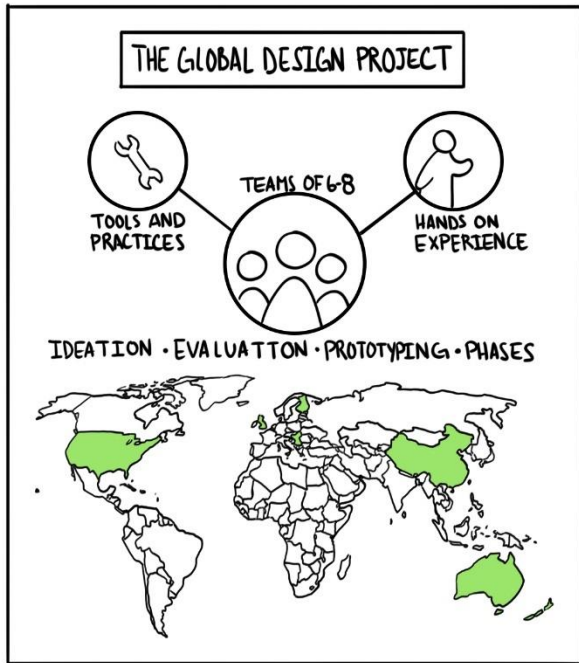 THE GLOBAL DESIGN PROJECT
TEAMS OF 6-8
TOOLS AND
PRACTICES
HANDS ON
EXPERIENCE
IDEATION · EVALUATTON · PROTOTYPING · PHASES